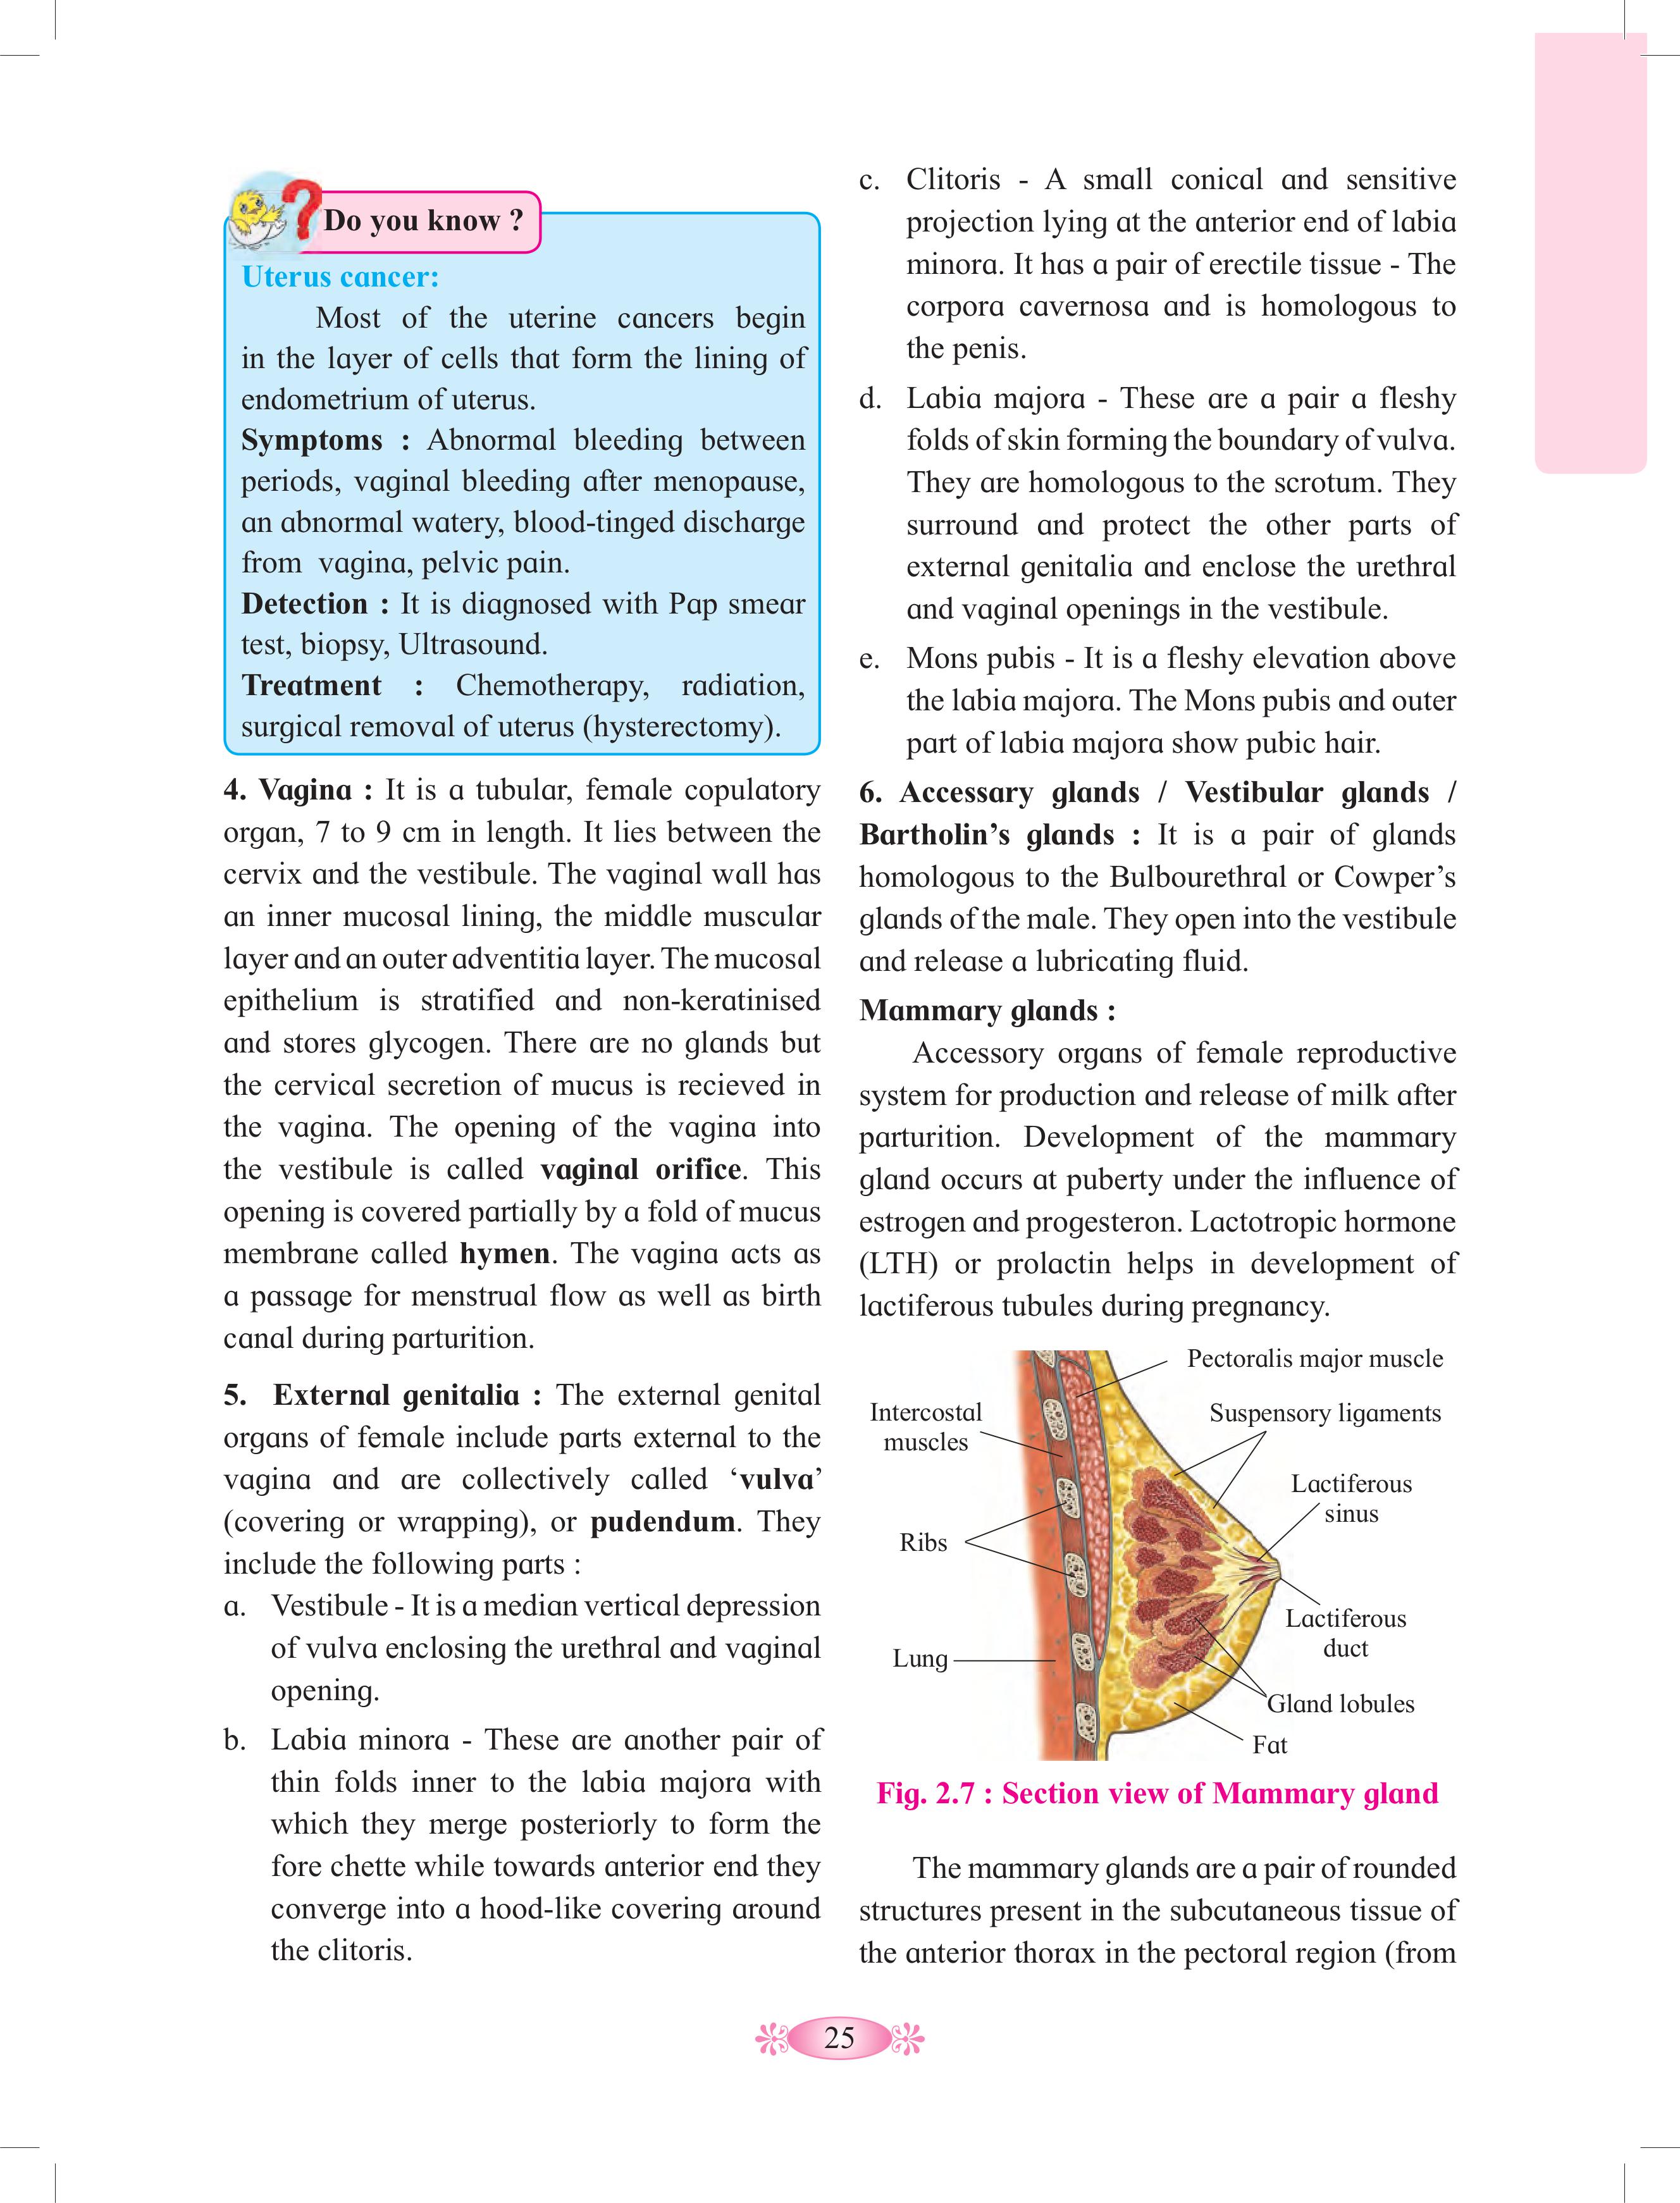 Do you know ?
Uterus cancer:
Most of the uterine cancers begin
in the layer of cells that form the lining of
endometrium of uterus.
Symptoms : Abnormal bleeding between
periods, vaginal bleeding after menopause,
an abnormal watery, blood-tinged discharge
from vagina, pelvic pain.
Detection : It is diagnosed with Pap smear
test, biopsy, Ultrasound.
Treatment : Chemotherapy, radiation,
surgical removal of uterus (hysterectomy).
4. Vagina : It is a tubular, female copulatory
organ, 7 to 9 cm in length. It lies between the
cervix and the vestibule. The vaginal wall has
an inner mucosal lining, the middle muscular
layer and an outer adventitia layer. The mucosal
epithelium is stratified and non-keratinised
and stores glycogen. There are no glands but
the cervical secretion of mucus is recieved in
the vagina. The opening of the vagina into
the vestibule is called vaginal orifice. This
opening is covered partially by a fold of mucus
membrane called hymen. The vagina acts as
a passage for menstrual flow as well as birth
canal during parturition.
5. External genitalia : The external genital
organs of female include parts external to the
vagina and are collectively called ‘vulva’
(covering or wrapping), or pudendum. They
include the following parts :
a. Vestibule - It is a median vertical depression
of vulva enclosing the urethral and vaginal
opening.
b. Labia minora - These are another pair of
thin folds inner to the labia majora with
which they merge posteriorly to form the
fore chette while towards anterior end they
converge into a hood-like covering around
the clitoris.
c. Clitoris - A small conical and sensitive
projection lying at the anterior end of labia
minora. It has a pair of erectile tissue - The
corpora cavernosa and is homologous to
the penis.
d. Labia majora - These are a pair a fleshy
folds of skin forming the boundary of vulva.
They are homologous to the scrotum. They
surround and protect the other parts of
external genitalia and enclose the urethral
and vaginal openings in the vestibule.
e. Mons pubis - It is a fleshy elevation above
the labia majora. The Mons pubis and outer
part of labia majora show pubic hair.
6. Accessary glands / Vestibular glands /
Bartholin’s glands : It is a pair of glands
homologous to the Bulbourethral or Cowper’s
glands of the male. They open into the vestibule
and release a lubricating fluid.
Mammary glands :
Accessory organs of female reproductive
system for production and release of milk after
parturition. Development of the mammary
gland occurs at puberty under the influence of
estrogen and progesteron. Lactotropic hormone
(LTH) or prolactin helps in development of
lactiferous tubules during pregnancy.
Pectoralis major muscle
Intercostal
muscles
Suspensory ligaments
Lactiferous
sinus
Ribs
Lactiferous
duct
Lung
Gland lobules
Fat
Fig. 2.7 : Section view of Mammary gland
The mammary glands are a pair of rounded
structures present in the subcutaneous tissue of
the anterior thorax in the pectoral region (from
25